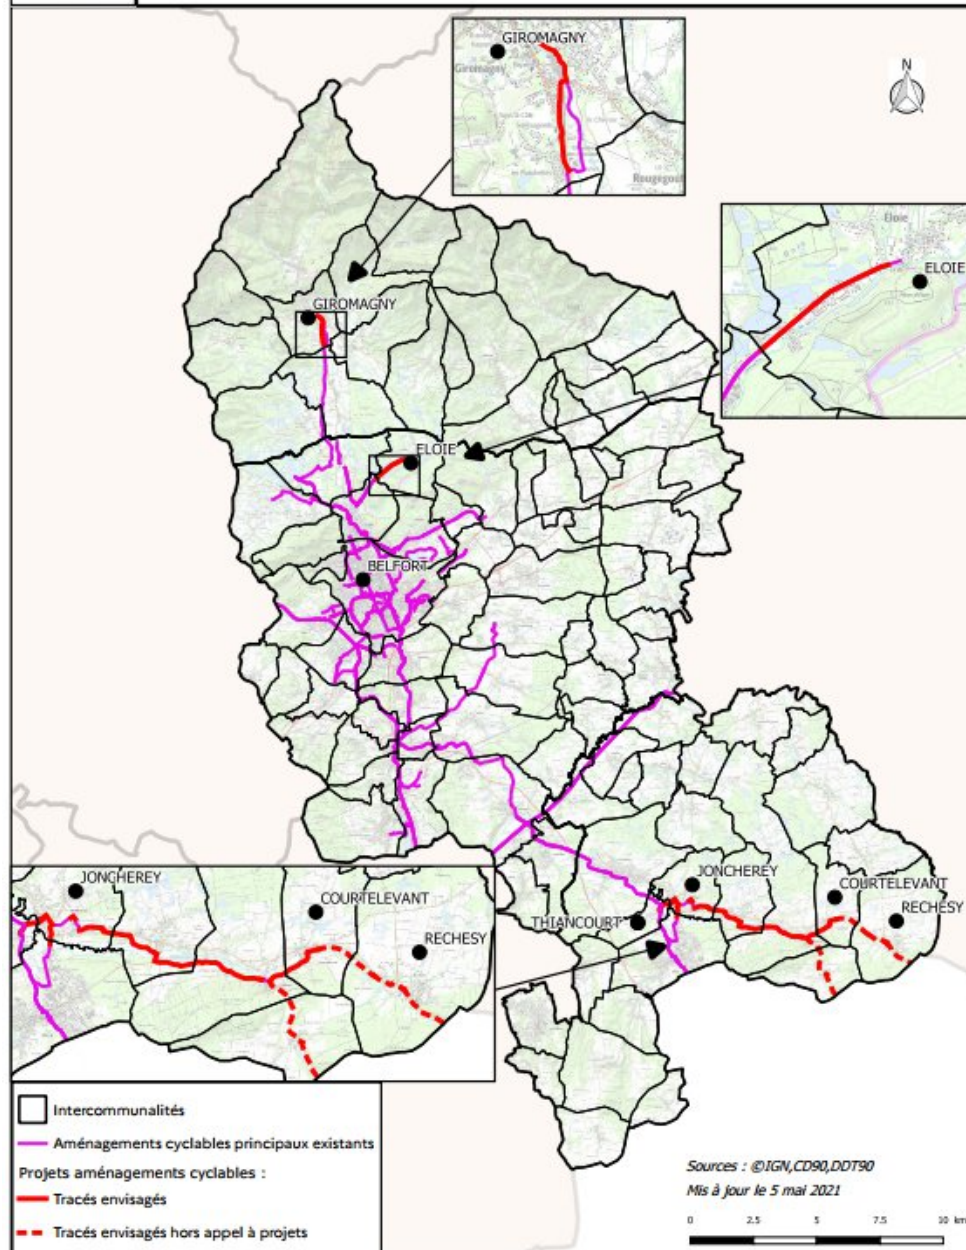 GIROMAGNY
Giromagny
Rougegout
N
Eloie
ELOIE
GIROMAGNY
ELOIE
BELFORT
JONCHEREY
COURTELEVANT
RECHESY
THIANCOURT
JONCHEREY
COURTELEVANT
RECHESY
Intercommunalités
Aménagements cyclables principaux existants
Projets aménagements cyclables :
Tracés envisagés
Tracés envisagés hors appel à projets
Sources : ©IGN,CD90,DDT90
Mis à jour le 5 mai 2021
0 2.5 5 7.5 10 km